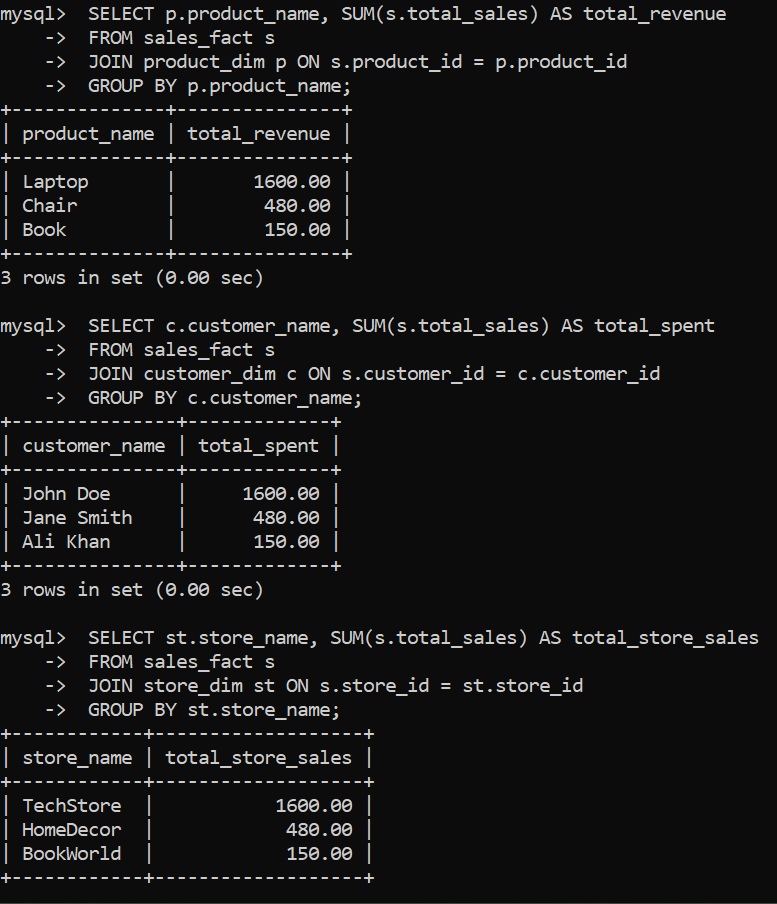 mysql>  SELECT p.product_name, SUM(s.total_sales) AS total_revenue
    ->  FROM sales_fact s
    ->  JOIN product_dim p ON s.product_id = p.product_id
    ->  GROUP BY p.product_name;
+--------------+---------------+
| product_name | total_revenue |
+--------------+---------------+
| Laptop       |       1600.00 |
| Chair        |        480.00 |
| Book         |        150.00 |
+--------------+---------------+
3 rows in set (0.00 sec)

mysql>  SELECT c.customer_name, SUM(s.total_sales) AS total_spent
    ->  FROM sales_fact s
    ->  JOIN customer_dim c ON s.customer_id = c.customer_id
    ->  GROUP BY c.customer_name;
+---------------+-------------+
| customer_name | total_spent |
+---------------+-------------+
| John Doe      |     1600.00 |
| Jane Smith    |      480.00 |
| Ali Khan      |      150.00 |
+---------------+-------------+
3 rows in set (0.00 sec)

mysql>  SELECT st.store_name, SUM(s.total_sales) AS total_store_sales
    ->  FROM sales_fact s
    ->  JOIN store_dim st ON s.store_id = st.store_id
    ->  GROUP BY st.store_name;
+------------+-------------------+
| store_name | total_store_sales |
+------------+-------------------+
| TechStore  |           1600.00 |
| HomeDecor  |            480.00 |
| BookWorld  |            150.00 |
+------------+-------------------+